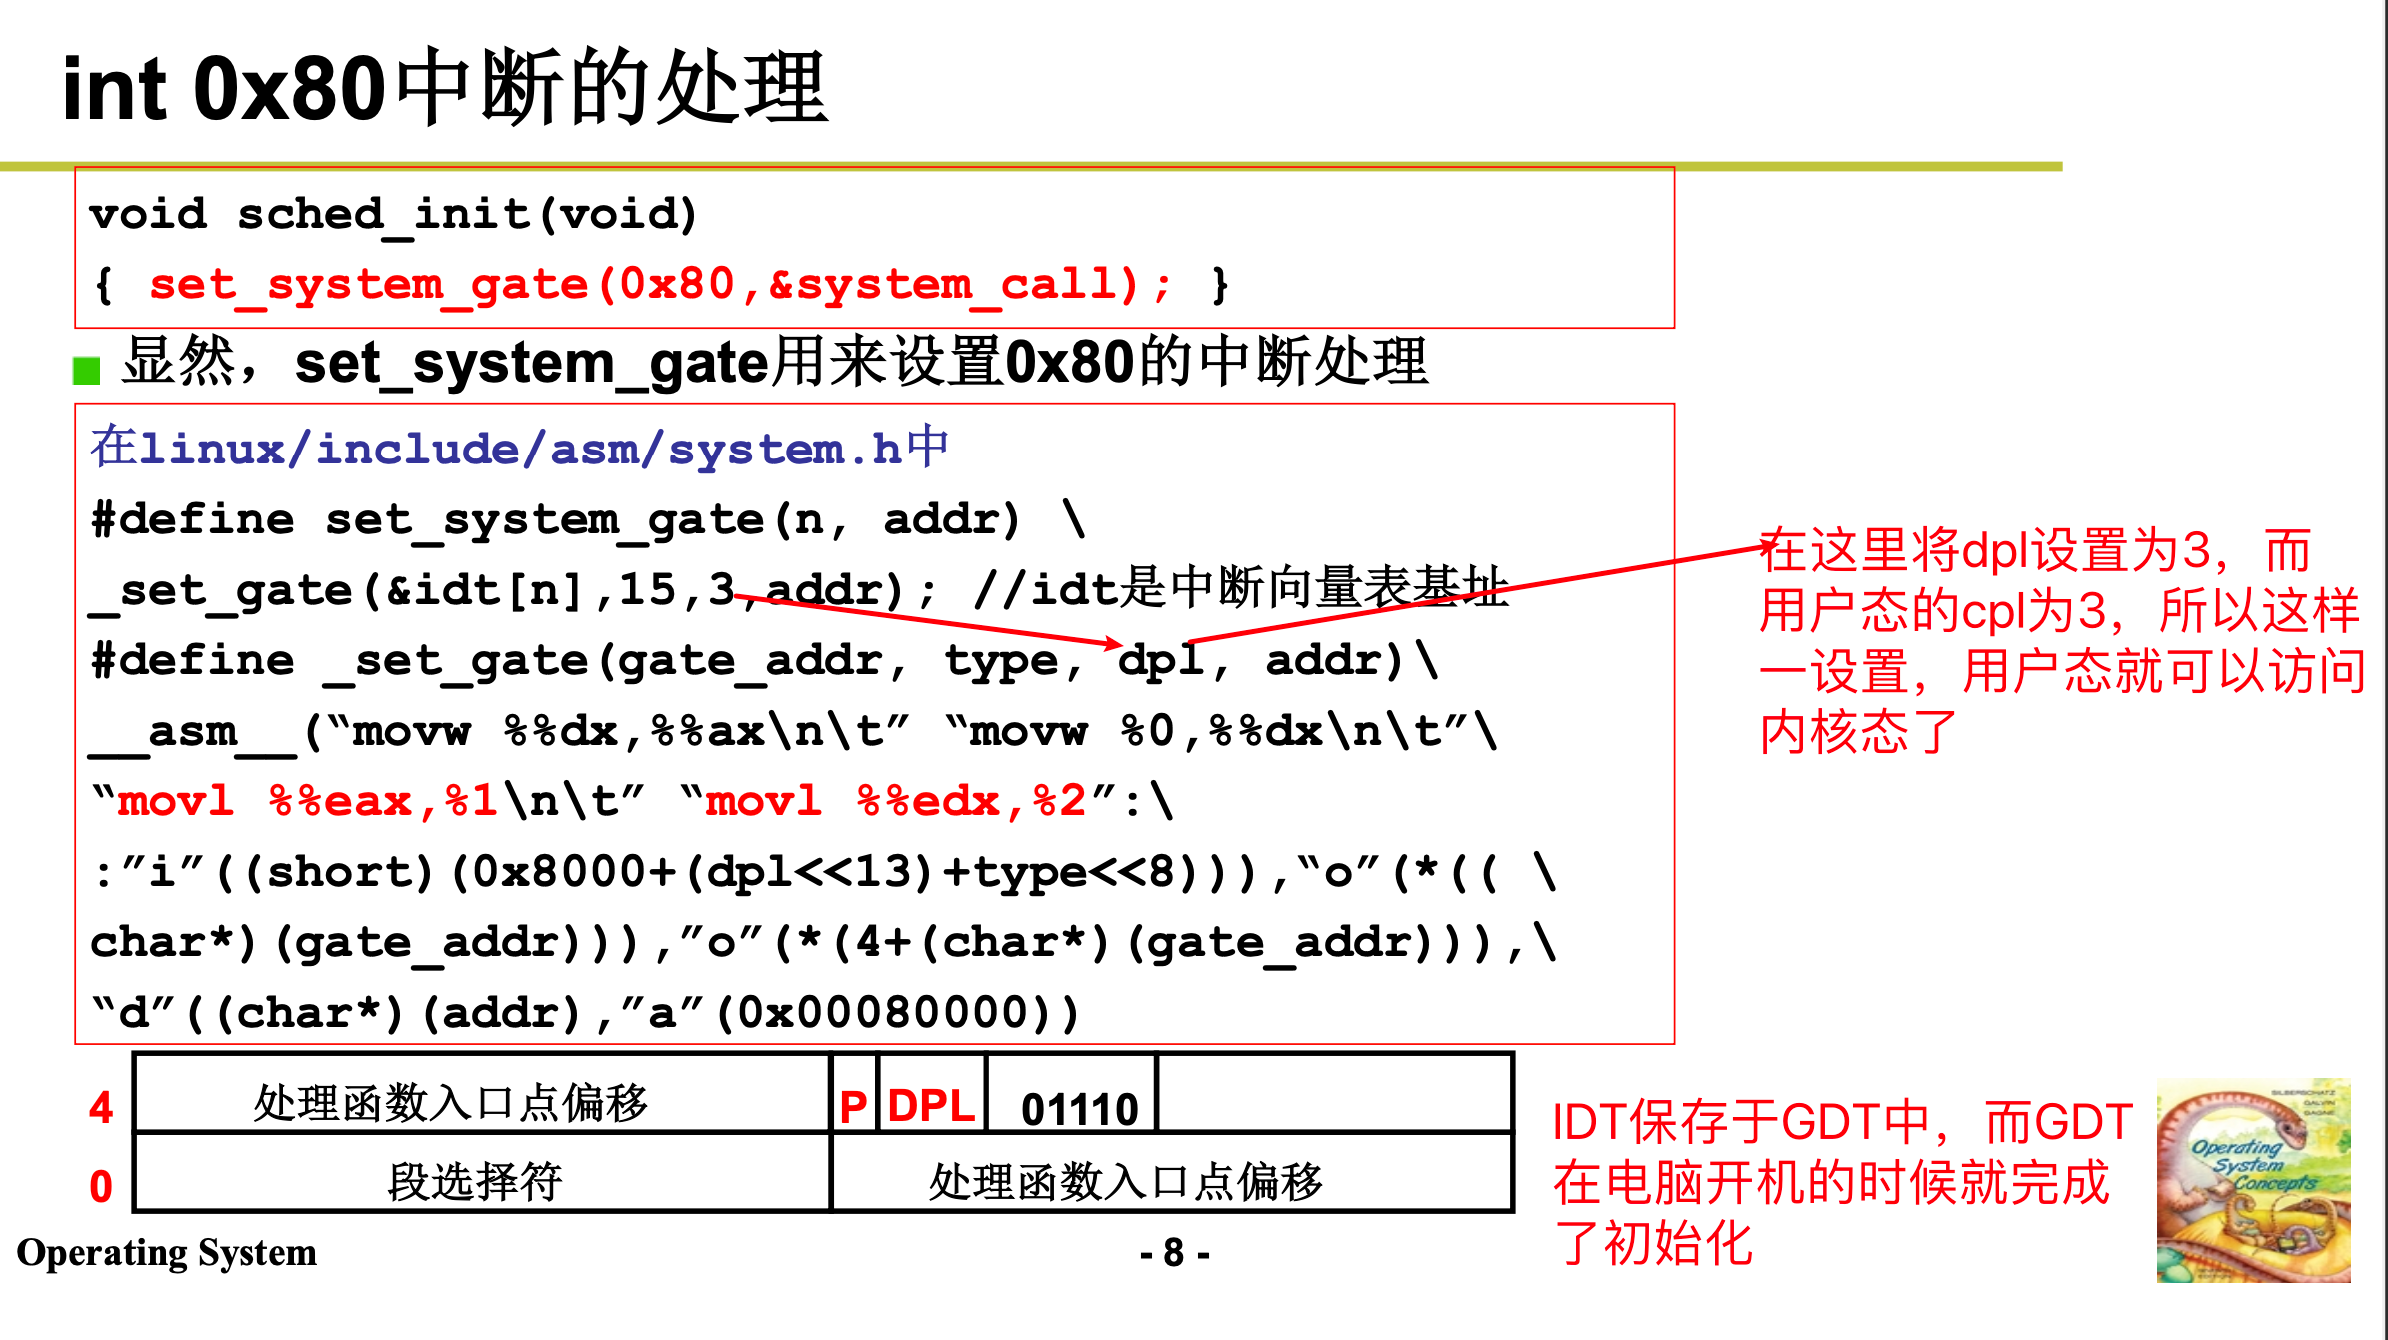 int 0x80中断的处理
void sched_init(void)
{ set_system_gate(0x80,&system_call); }
显然，set_system_gate用来设置0x80的中断处理
在linux/include/asm/system.h中
#define set_system_gate(n, addr) \
_set_gate(&idt[n],15,3,addr); //idt是中断向量表基址
#define _set_gate(gate_addr, type, dpl, addr)\
__asm__(“movw %%dx,%%ax\n\t” “movw %0,%%dx\n\t”\
“movl %%eax,%1\n\t” “movl %%edx,%2”:\
:”i”((short)(0x8000+(dpl<<13)+type<<8))),“o”(*(( \
char*)(gate_addr))),”o”(*(4+(char*)(gate_addr))),\
“d”((char*)(addr),”a”(0x00080000))
在这里将dpl设置为3，而
用户态的cpl为3，所以这样
一设置，用户态就可以访问
内核态了
4 处理函数入口点偏移 P DPL 01110
0 段选择符 处理函数入口点偏移
IDT保存于GDT中，而GDT
在电脑开机的时候就完成
了初始化
SILBERSCHATZ
GALVIN
GAGNE
Operating
System
Concepts
Operating System
- 8 -